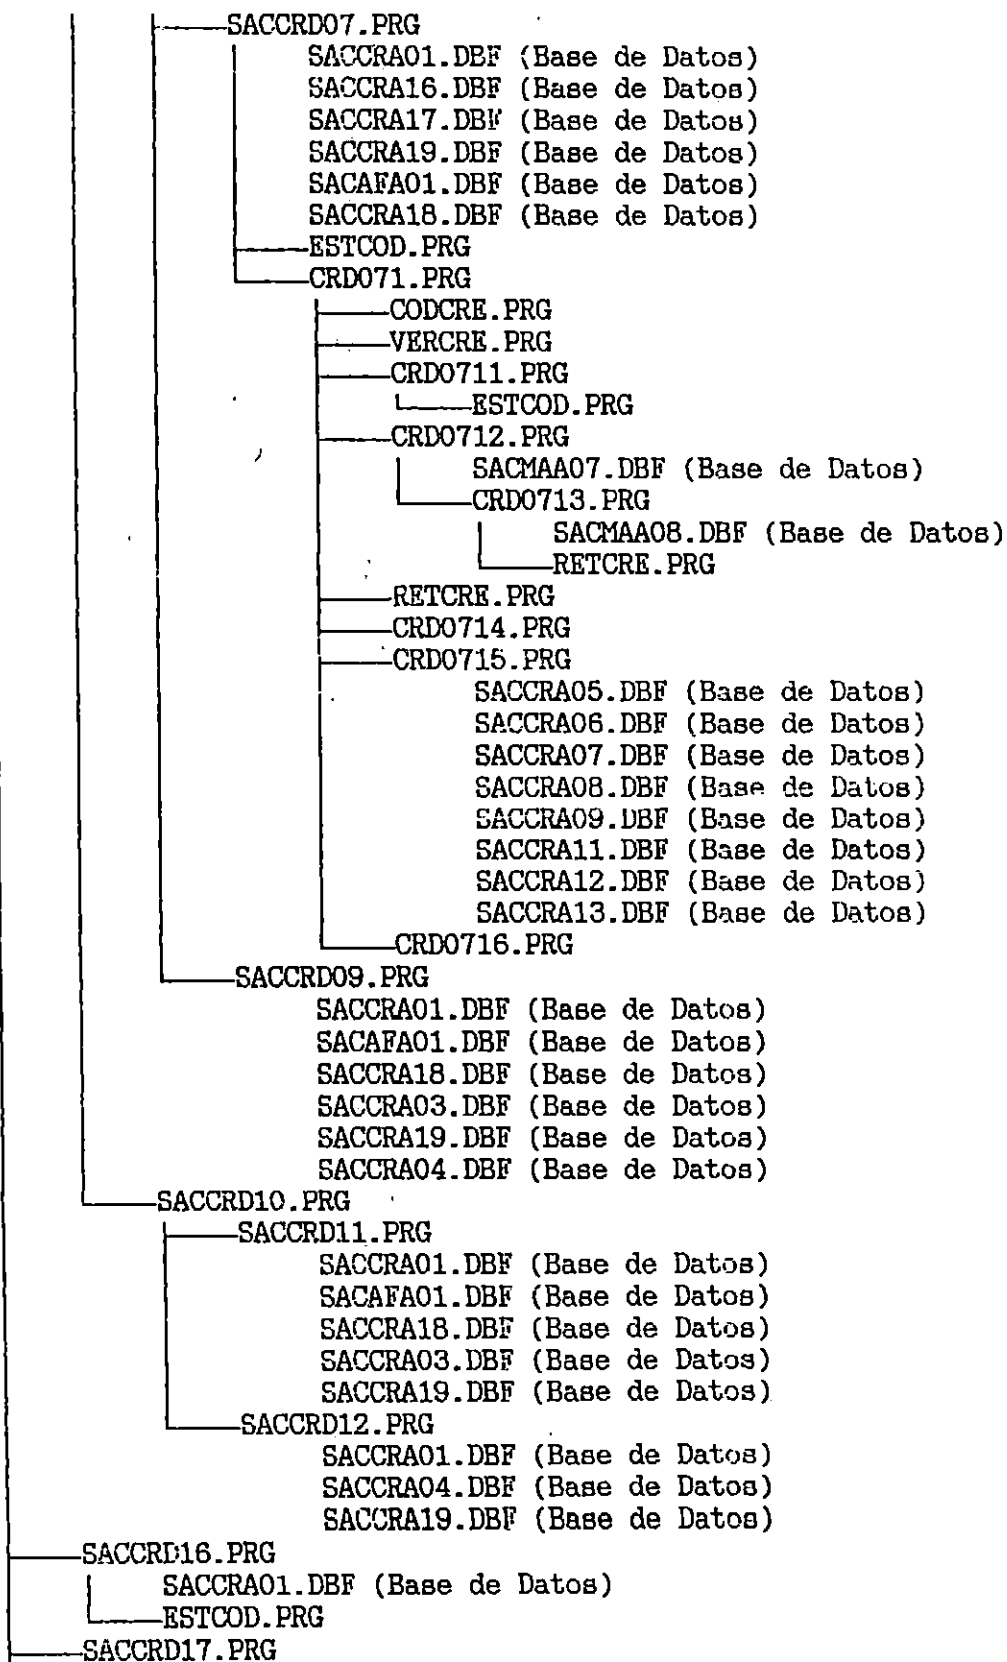 SACCRD07.PRG
SACCRA01.DBF (Base de Datos)
SACCRA16.DBF (Base de Datos)
SACCRA17.DBF (Base de Datos)
SACCRA19.DBF (Base de Datos)
SACAFA01.DBF (Base de Datos)
SACCRA18.DBF (Base de Datos)
ESTCOD.PRG
CRD071.PRG
CODCRE.PRG
VERCRE.PRG
CRD0711.PRG
ESTCOD.PRG
CRD0712.PRG
SACMAA07.DBF (Base de Datos)
CRD0713.PRG
SACMAA08.DBF (Base de Datos)
RETCRE.PRG
RETCRE.PRG
CRD0714.PRG
CRD0715.PRG
SACCRA05.DBF (Base de Datos)
SACCRA06.DBF (Base de Datos)
SACCRA07.DBF (Base de Datos)
SACCRA08.DBF (Base de Datos)
SACCRA09.DBF (Base de Datos)
SACCRA11.DBF (Base de Datos)
SACCRA12.DBF (Base de Datos)
SACCRA13.DBF (Base de Datos)
CRD0716.PRG
SACCRD09.PRG
SACCRA01.DBF (Base de Datos)
SACAFA01.DBF (Base de Datos)
SACCRA18.DBF (Base de Datos)
SACCRA03.DBF (Base de Datos)
SACCRA19.DBF (Base de Datos)
SACCRA04.DBF (Base de Datos)
SACCRD10.PRG
SACCRD11.PRG
SACCRA01.DBF (Base de Datos)
SACAFA01.DBF (Base de Datos)
SACCRA18.DBF (Base de Datos)
SACCRA03.DBF (Base de Datos)
SACCRA19.DBF (Base de Datos)
SACCRD12.PRG
SACCRA01.DBF (Base de Datos)
SACCRA04.DBF (Base de Datos)
SACCRA19.DBF (Base de Datos)
SACCRD16.PRG
SACCRA01.DBF (Base de Datos)
ESTCOD.PRG
SACCRD17.PRG